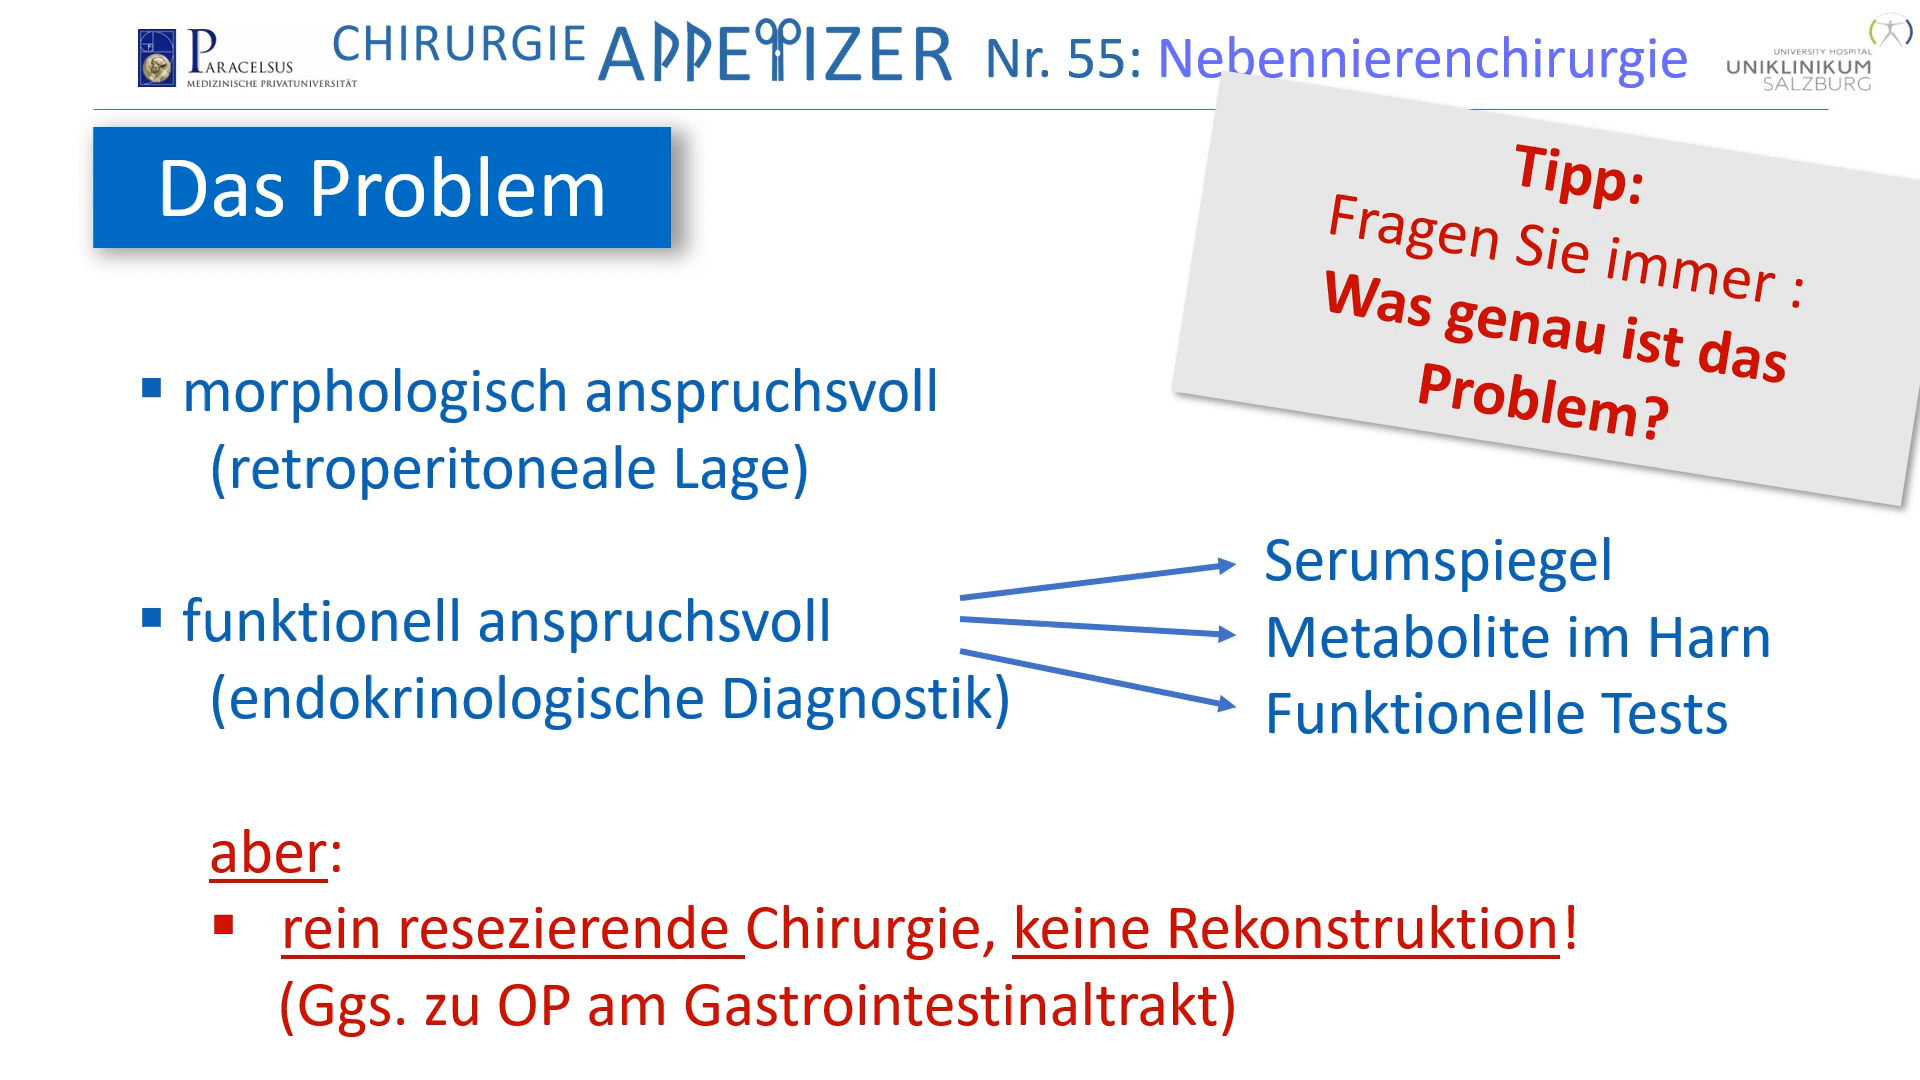 PARACELSUS
MEDIZINISCHE PRIVATUNIVERSITÄT
CHIRURGIE APPETIZER Nr. 55: Nebennierenchirurgie
UNIVERSITY HOSPITAL
UNIKLINIKUM
SALZBURG
Das Problem
Tipp:
Fragen Sie immer :
Was genau ist das
Problem?
▪ morphologisch anspruchsvoll
(retroperitoneale Lage)
▪ funktionell anspruchsvoll
(endokrinologische Diagnostik)
Serumspiegel
Metabolite im Harn
Funktionelle Tests
aber:
▪ rein resezierende Chirurgie, keine Rekonstruktion!
(Ggs. zu OP am Gastrointestinaltrakt)